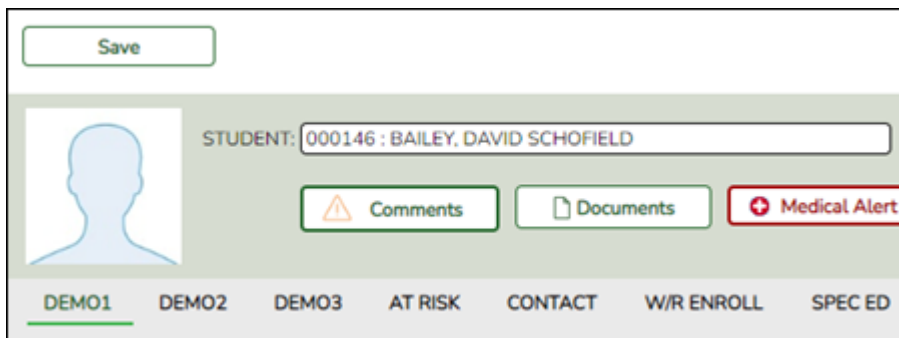 Save
STUDENT: 000146 : BAILEY, DAVID SCHOFIELD
Comments Documents Medical Alert
DEMO1 DEMO2 DEMO3 AT RISK CONTACT W/R ENROLL SPEC ED